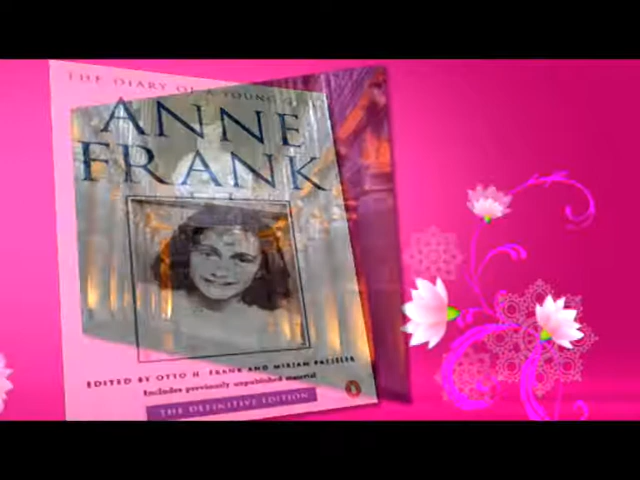 THE DIARY OF A YOUNG
ANNE
FRANK
EDITED BY OTTO H. FRANK AND MIRJAM PRESSLER
Includes previously unpublished material
THE DEFINITIVE EDITION